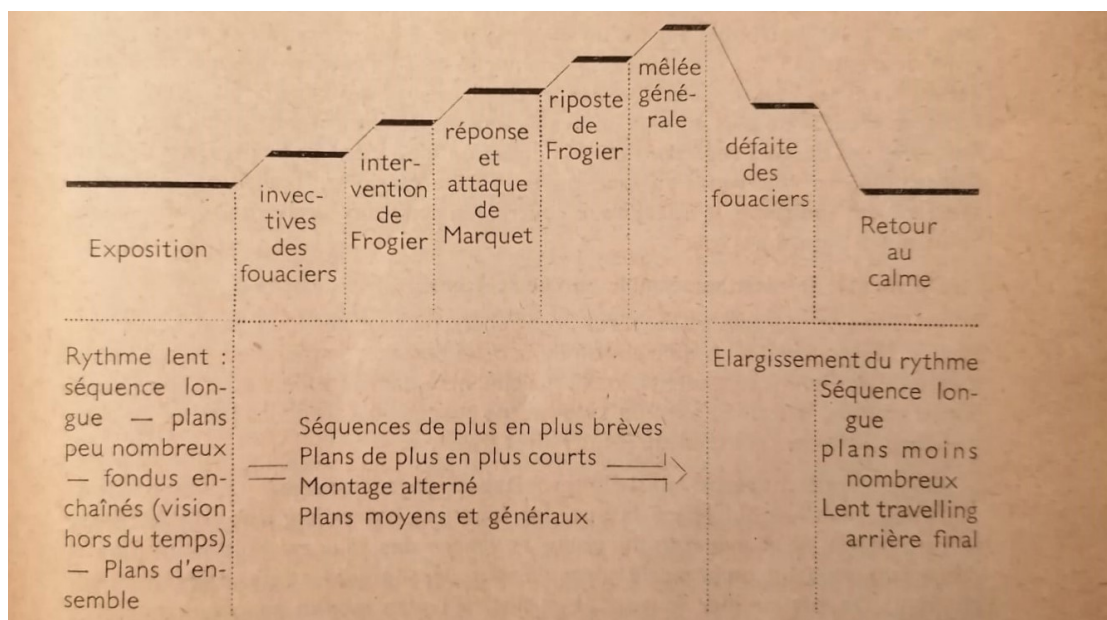 Exposition
invec-
tives
des
fouaciers
inter-
vention
de
Frogier
réponse
et
attaque
de
Marquet
riposte
de
Frogier
mêlée
géné-
rale
défaite
des
fouaciers
Retour
au
calme
Rythme lent :
séquence lon-
gue — plans
peu nombreux
— fondus en-
chaînés (vision
hors du temps)
— Plans d'en-
semble
Séquences de plus en plus brèves
Plans de plus en plus courts
Montage alterné
Plans moyens et généraux
Elargissement du rythme
Séquence lon-
gue
plans moins
nombreux
Lent travelling
arrière final